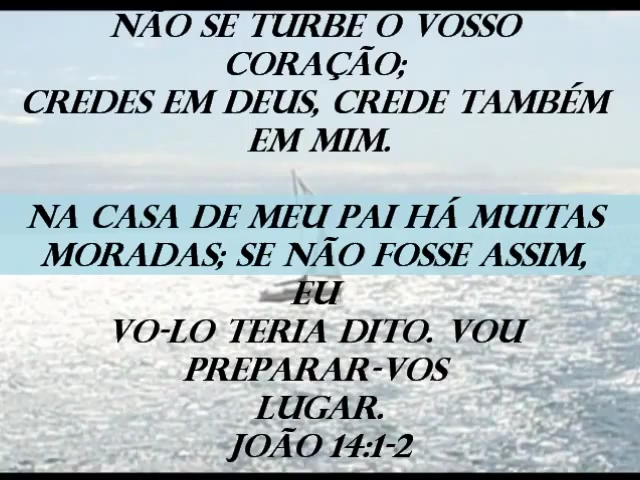 NÃO SE TURBE O VOSSO
CORAÇÃO;
CREDES EM DEUS, CREDE TAMBÉM
EM MIM.
NA CASA DE MEU PAI HÁ MUITAS
MORADAS; SE NÃO FOSSE ASSIM,
EU
VO-LO TERIA DITO. VOU
PREPARAR-VOS
LUGAR.
JOÃO 14:1-2